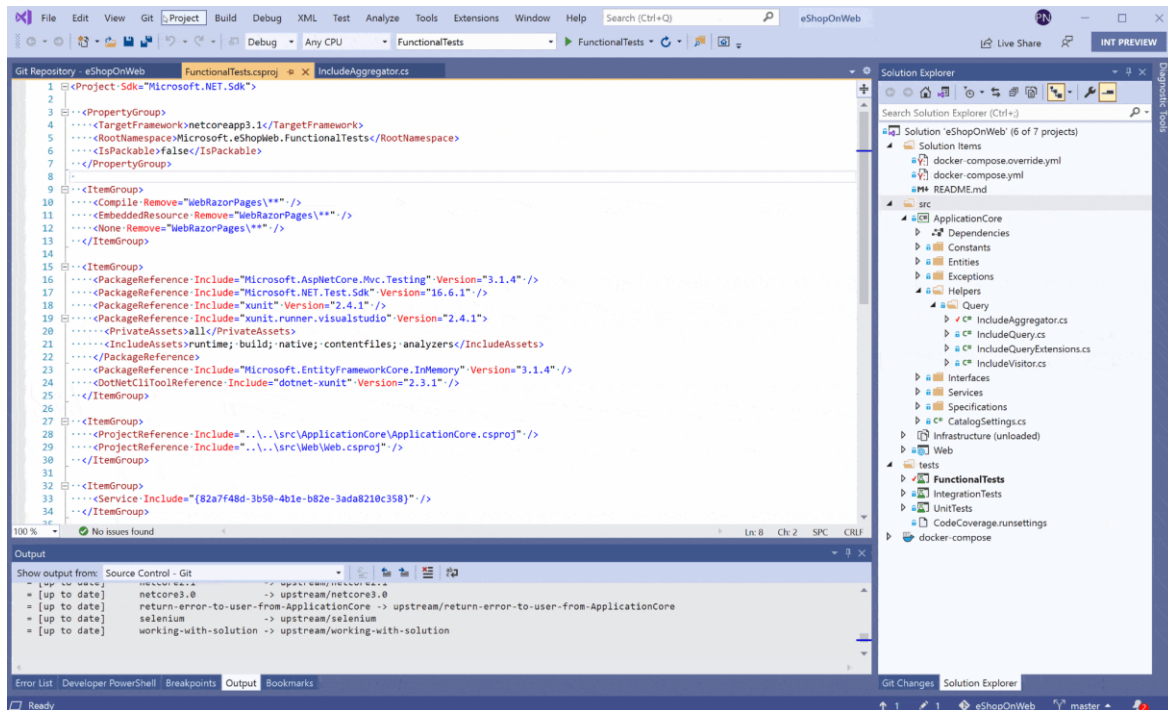 File Edit View Git Project Build Debug XML Test Analyze Tools Extensions Window Help Search (Ctrl+Q) eShopOnWeb PN
Debug Any CPU FunctionalTests FunctionalTests Live Share INT PREVIEW
Git Repository - eShopOnWeb FunctionalTests.csproj IncludeAggregator.cs
1 <Project·Sdk="Microsoft.NET.Sdk">
2
3 ··<PropertyGroup>
4 ····<TargetFramework>netcoreapp3.1</TargetFramework>
5 ····<RootNamespace>Microsoft.eShopWeb.FunctionalTests</RootNamespace>
6 ····<IsPackable>false</IsPackable>
7 ··</PropertyGroup>
8
9 ··<ItemGroup>
10 ····<Compile·Remove="WebRazorPages\**"·/>
11 ····<EmbeddedResource·Remove="WebRazorPages\**"·/>
12 ····<None·Remove="WebRazorPages\**"·/>
13 ··</ItemGroup>
14
15 ··<ItemGroup>
16 ····<PackageReference·Include="Microsoft.AspNetCore.Mvc.Testing"·Version="3.1.4"·/>
17 ····<PackageReference·Include="Microsoft.NET.Test.Sdk"·Version="16.6.1"·/>
18 ····<PackageReference·Include="xunit"·Version="2.4.1"·/>
19 ····<PackageReference·Include="xunit.runner.visualstudio"·Version="2.4.1">
20 ······<PrivateAssets>all</PrivateAssets>
21 ······<IncludeAssets>runtime;·build;·native;·contentfiles;·analyzers</IncludeAssets>
22 ····</PackageReference>
23 ····<PackageReference·Include="Microsoft.EntityFrameworkCore.InMemory"·Version="3.1.4"·/>
24 ····<DotNetCliToolReference·Include="dotnet-xunit"·Version="2.3.1"·/>
25 ··</ItemGroup>
26
27 ··<ItemGroup>
28 ····<ProjectReference·Include="..\..\src\ApplicationCore\ApplicationCore.csproj"·/>
29 ····<ProjectReference·Include="..\..\src\Web\Web.csproj"·/>
30 ··</ItemGroup>
31
32 ··<ItemGroup>
33 ····<Service·Include="{82a7f48d-3b50-4b1e-b82e-3ada8210c358}"·/>
34 ··</ItemGroup>
100 % No issues found Ln: 8 Ch: 2 SPC CRLF
Output
Show output from: Source Control - Git
= [up to date] netcore2.1 -> upstream/netcore2.1
= [up to date] netcore3.0 -> upstream/netcore3.0
= [up to date] return-error-to-user-from-ApplicationCore -> upstream/return-error-to-user-from-ApplicationCore
= [up to date] selenium -> upstream/selenium
= [up to date] working-with-solution -> upstream/working-with-solution
Error List Developer PowerShell Breakpoints Output Bookmarks
Solution Explorer
Search Solution Explorer (Ctrl+;)
Solution 'eShopOnWeb' (6 of 7 projects)
Solution Items
docker-compose.override.yml
docker-compose.yml
README.md
src
ApplicationCore
Dependencies
Constants
Entities
Exceptions
Helpers
Query
IncludeAggregator.cs
IncludeQuery.cs
IncludeQueryExtensions.cs
IncludeVisitor.cs
Interfaces
Services
Specifications
CatalogSettings.cs
Infrastructure (unloaded)
Web
tests
FunctionalTests
IntegrationTests
UnitTests
CodeCoverage.runsettings
docker-compose
Git Changes Solution Explorer
Diagnostic Tools
Ready 1 1 eShopOnWeb master 2